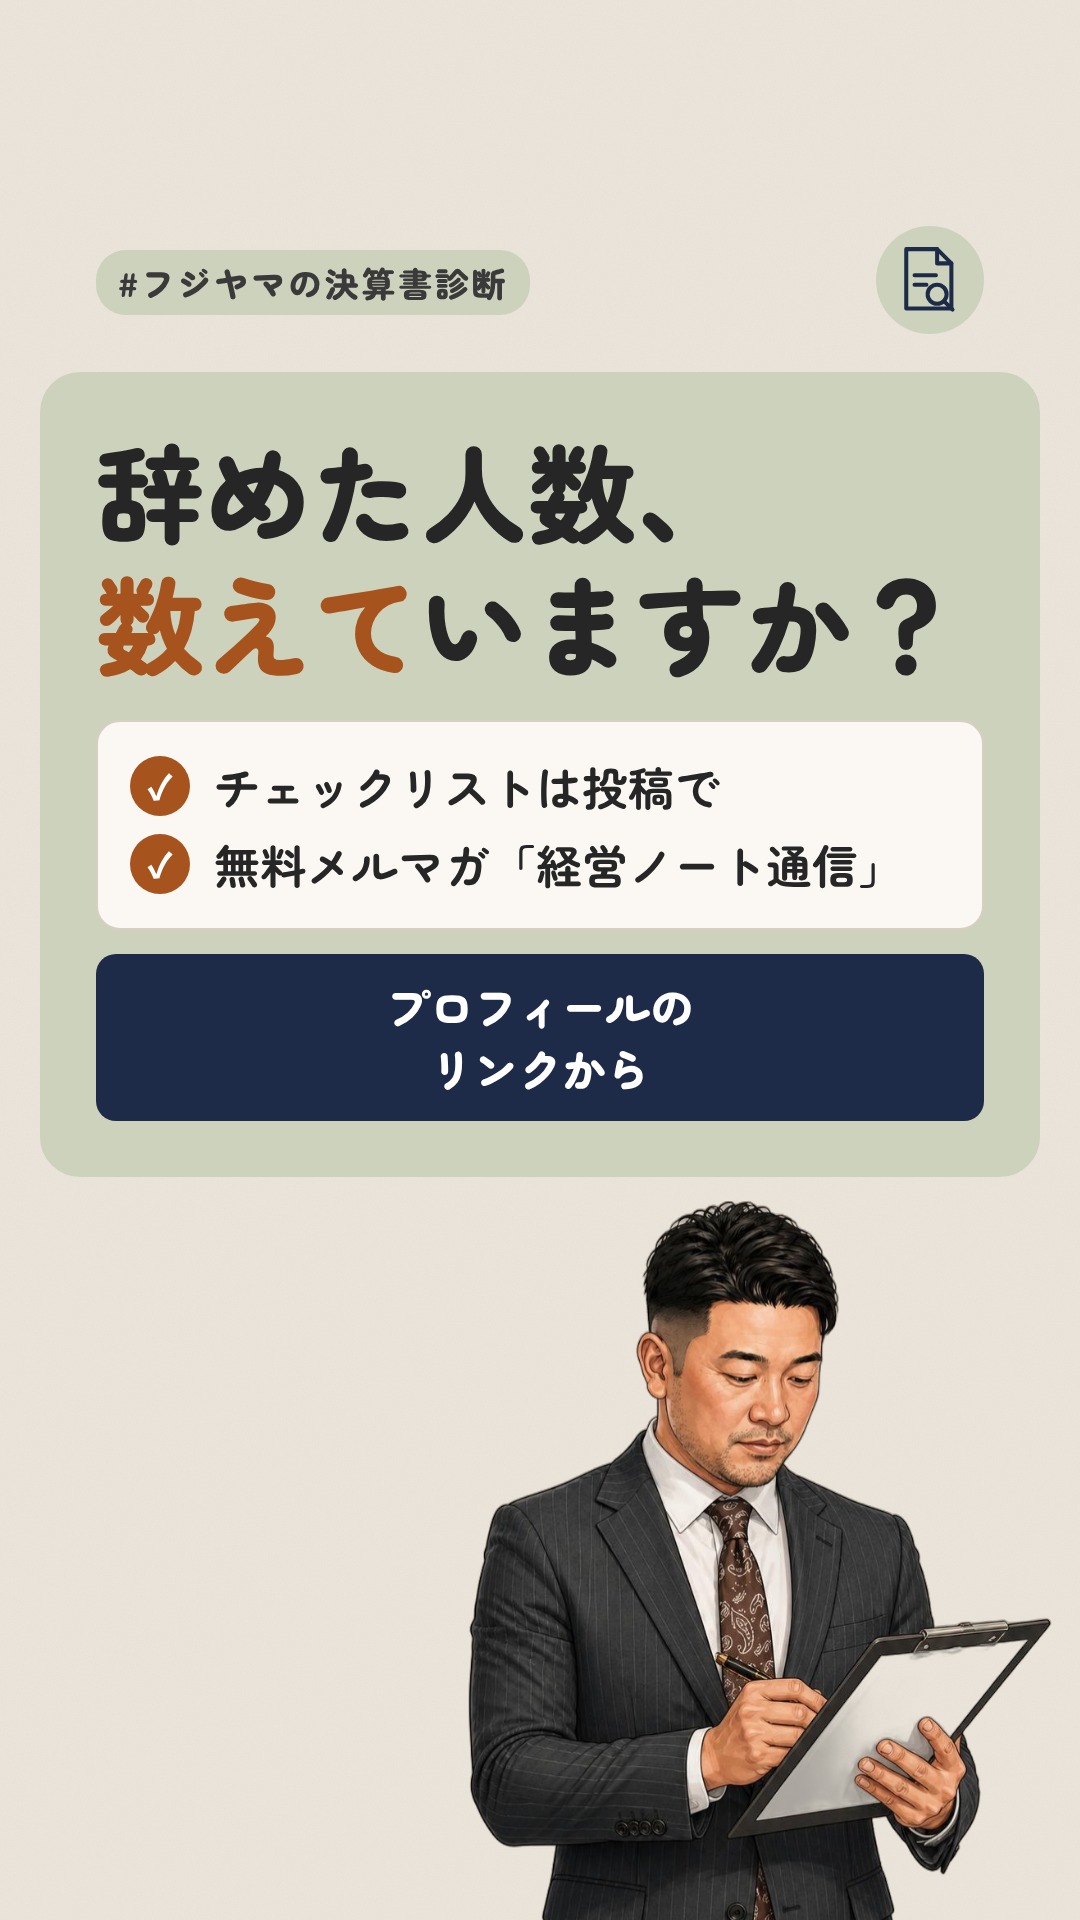 #フジヤマの決算書診断
辞めた人数、
数えていますか？
チェックリストは投稿で
無料メルマガ「経営ノート通信」
プロフィールの
リンクから